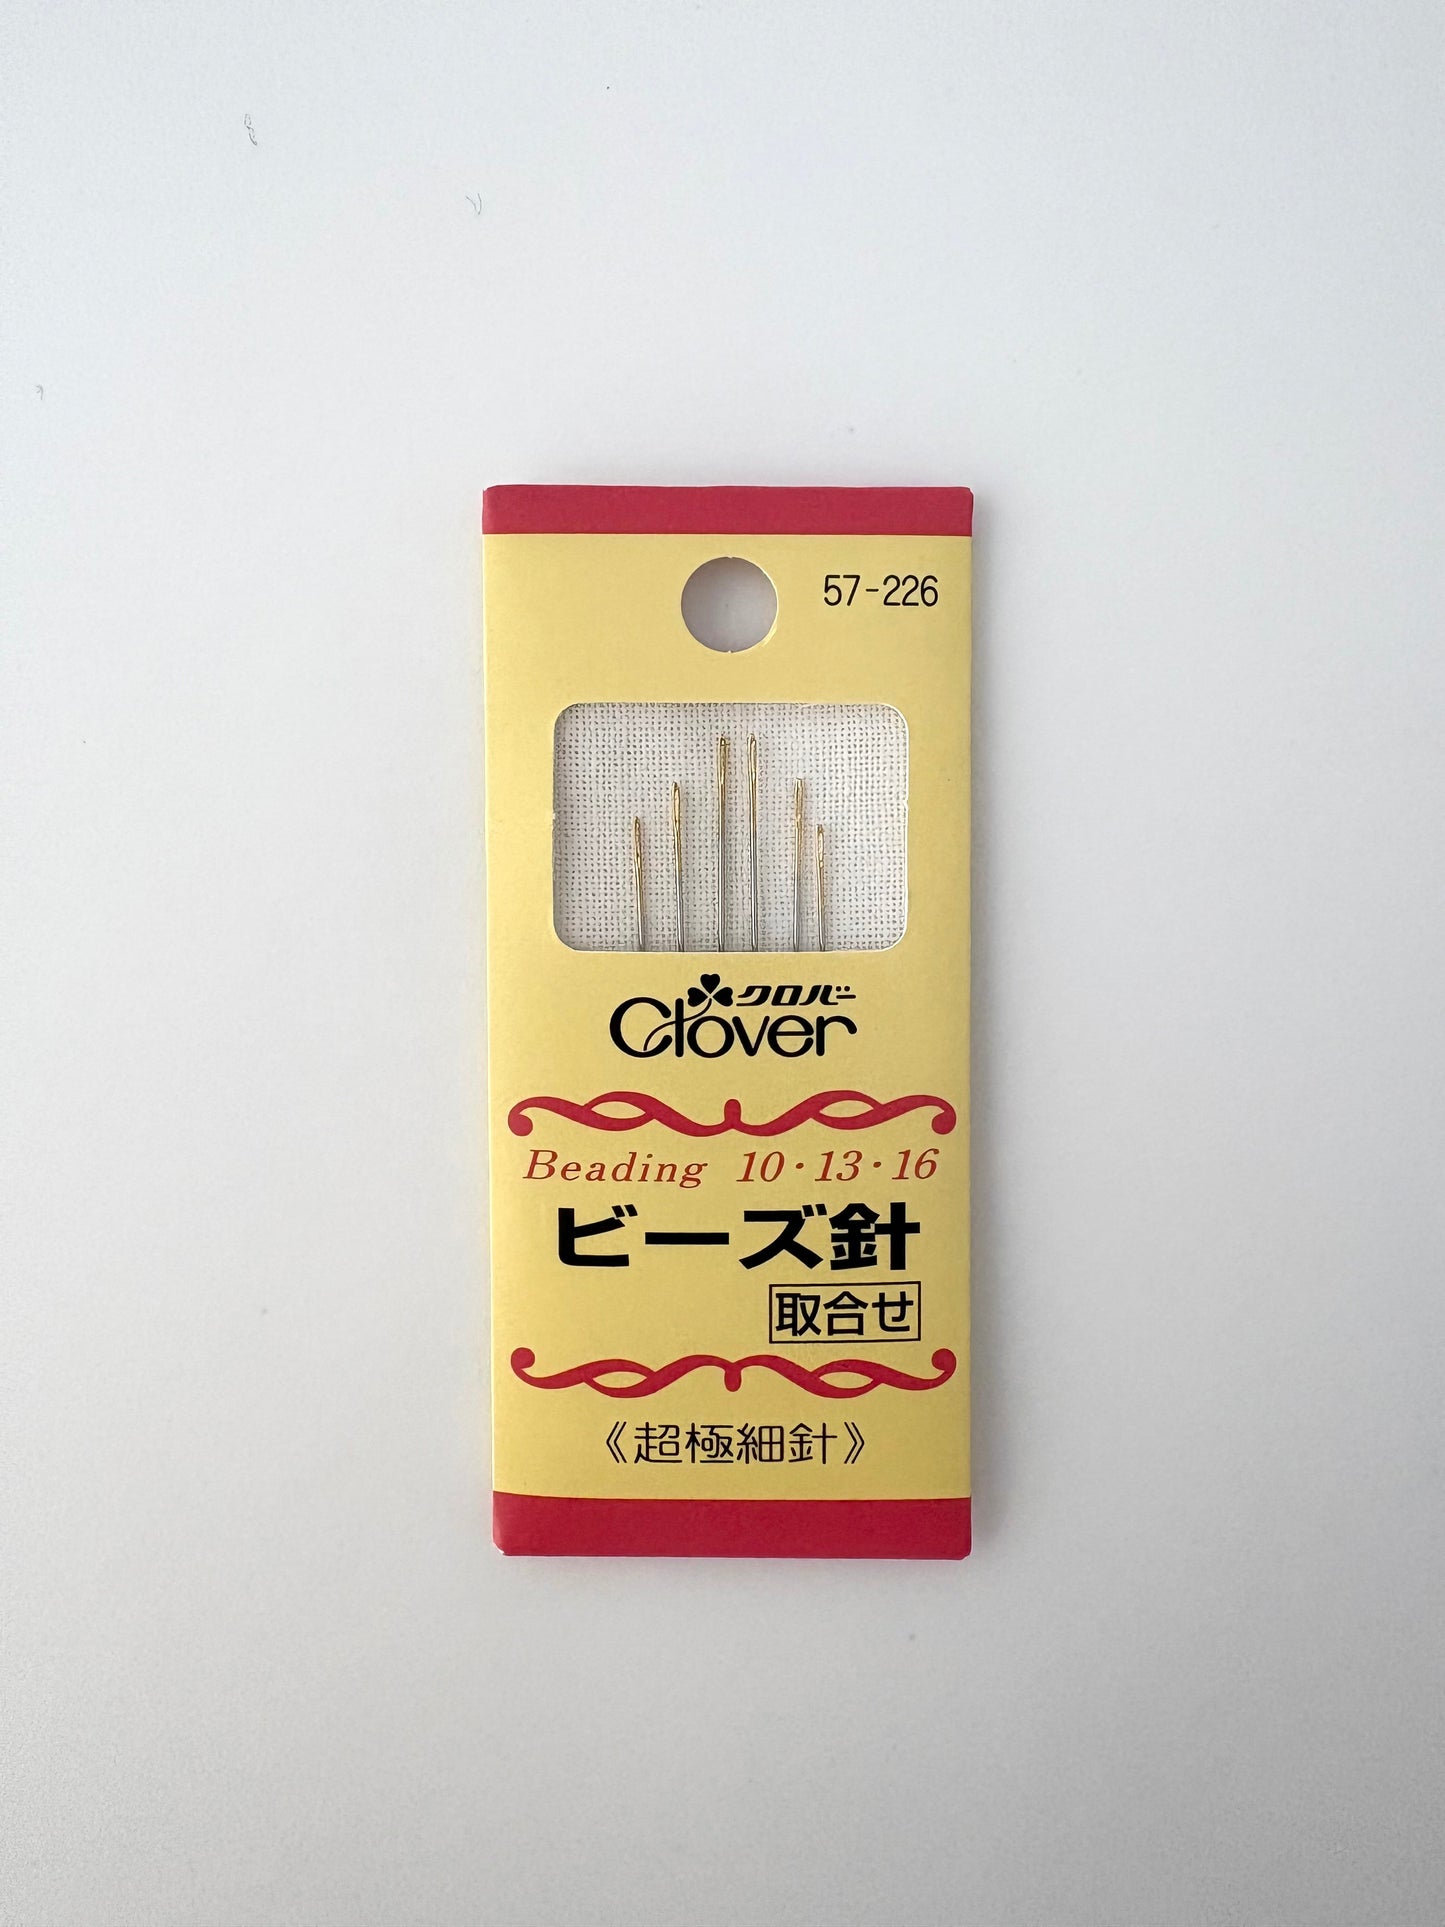 57-226
クロバー
Clover
Beading 10・13・16
ビーズ針
取合せ
《超極細針》